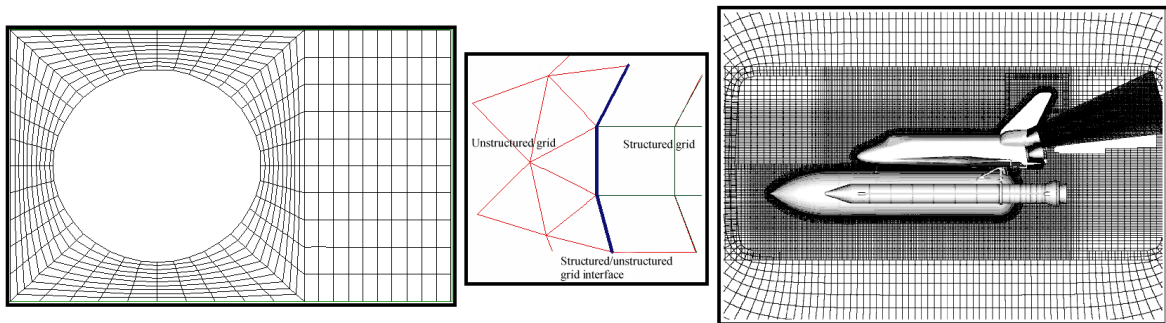 Unstructured grid
Structured grid
Structured/unstructured
grid interface